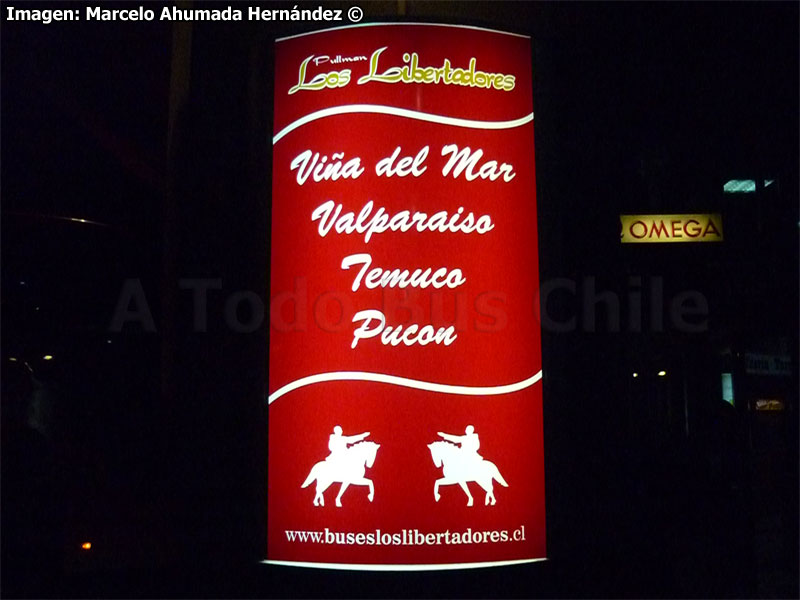 Imagen: Marcelo Ahumada Hernández ©
Pullman
Los Libertadores
Viña del Mar
Valparaiso
Temuco
Pucon
www.busesloslibertadores.cl
OMEGA
A Todo Bus Chile